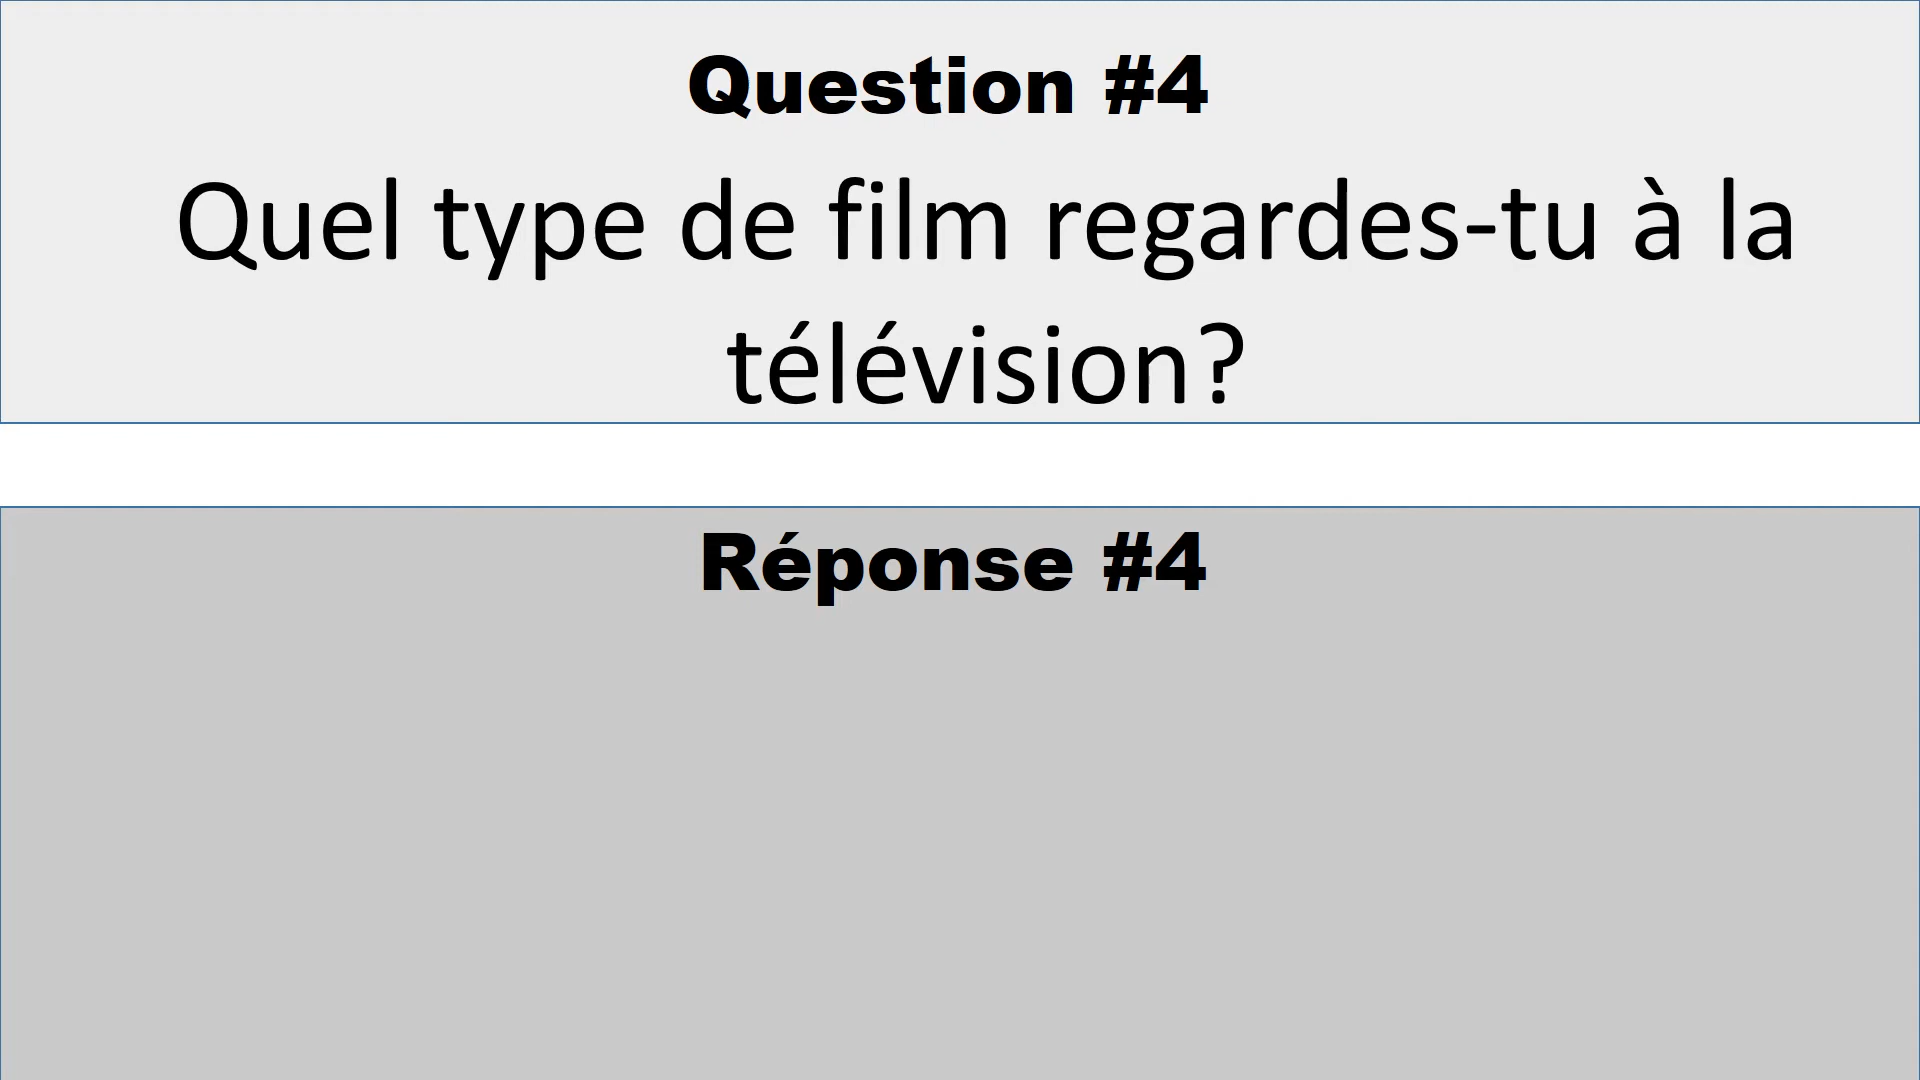 Question #4
Quel type de film regardes-tu à la
télévision?
Réponse #4